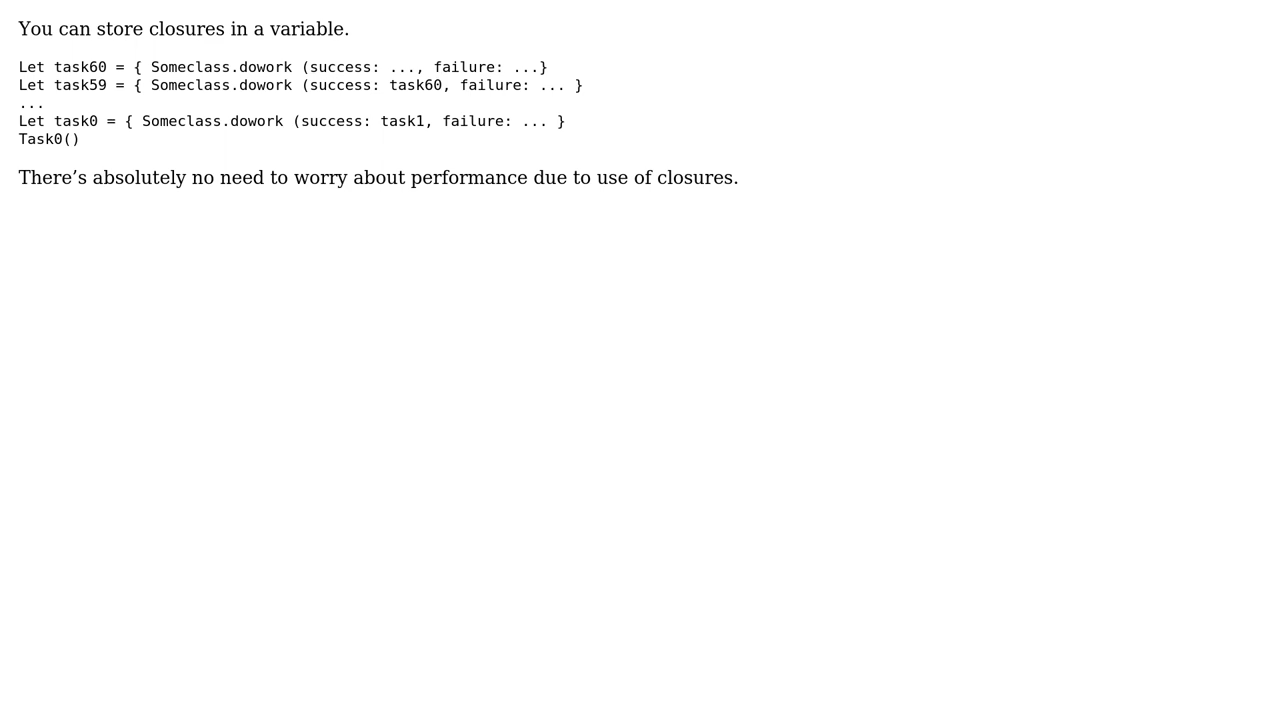 You can store closures in a variable.
Let task60 = { Someclass.dowork (success: ..., failure: ...}
Let task59 = { Someclass.dowork (success: task60, failure: ... }
...
Let task0 = { Someclass.dowork (success: task1, failure: ... }
Task0()
There’s absolutely no need to worry about performance due to use of closures.